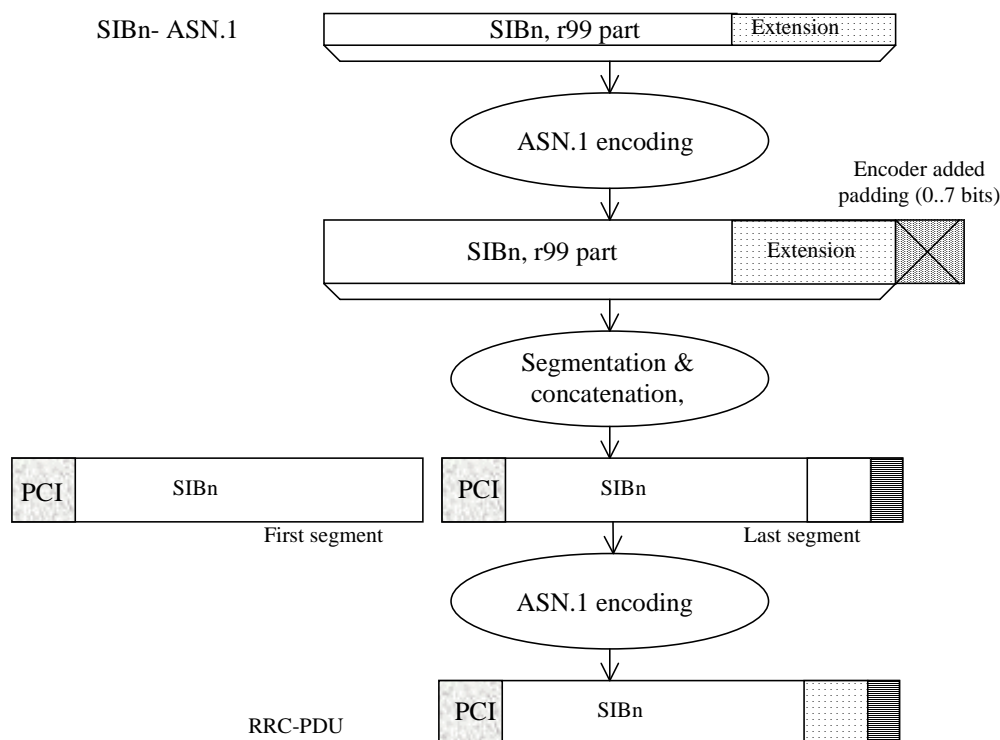 SIBn- ASN.1
SIBn, r99 part
Extension
ASN.1 encoding
Encoder added
padding (0..7 bits)
SIBn, r99 part
Extension
Segmentation &
concatenation,
PCI
SIBn
PCI
SIBn
First segment
Last segment
ASN.1 encoding
PCI
SIBn
RRC-PDU